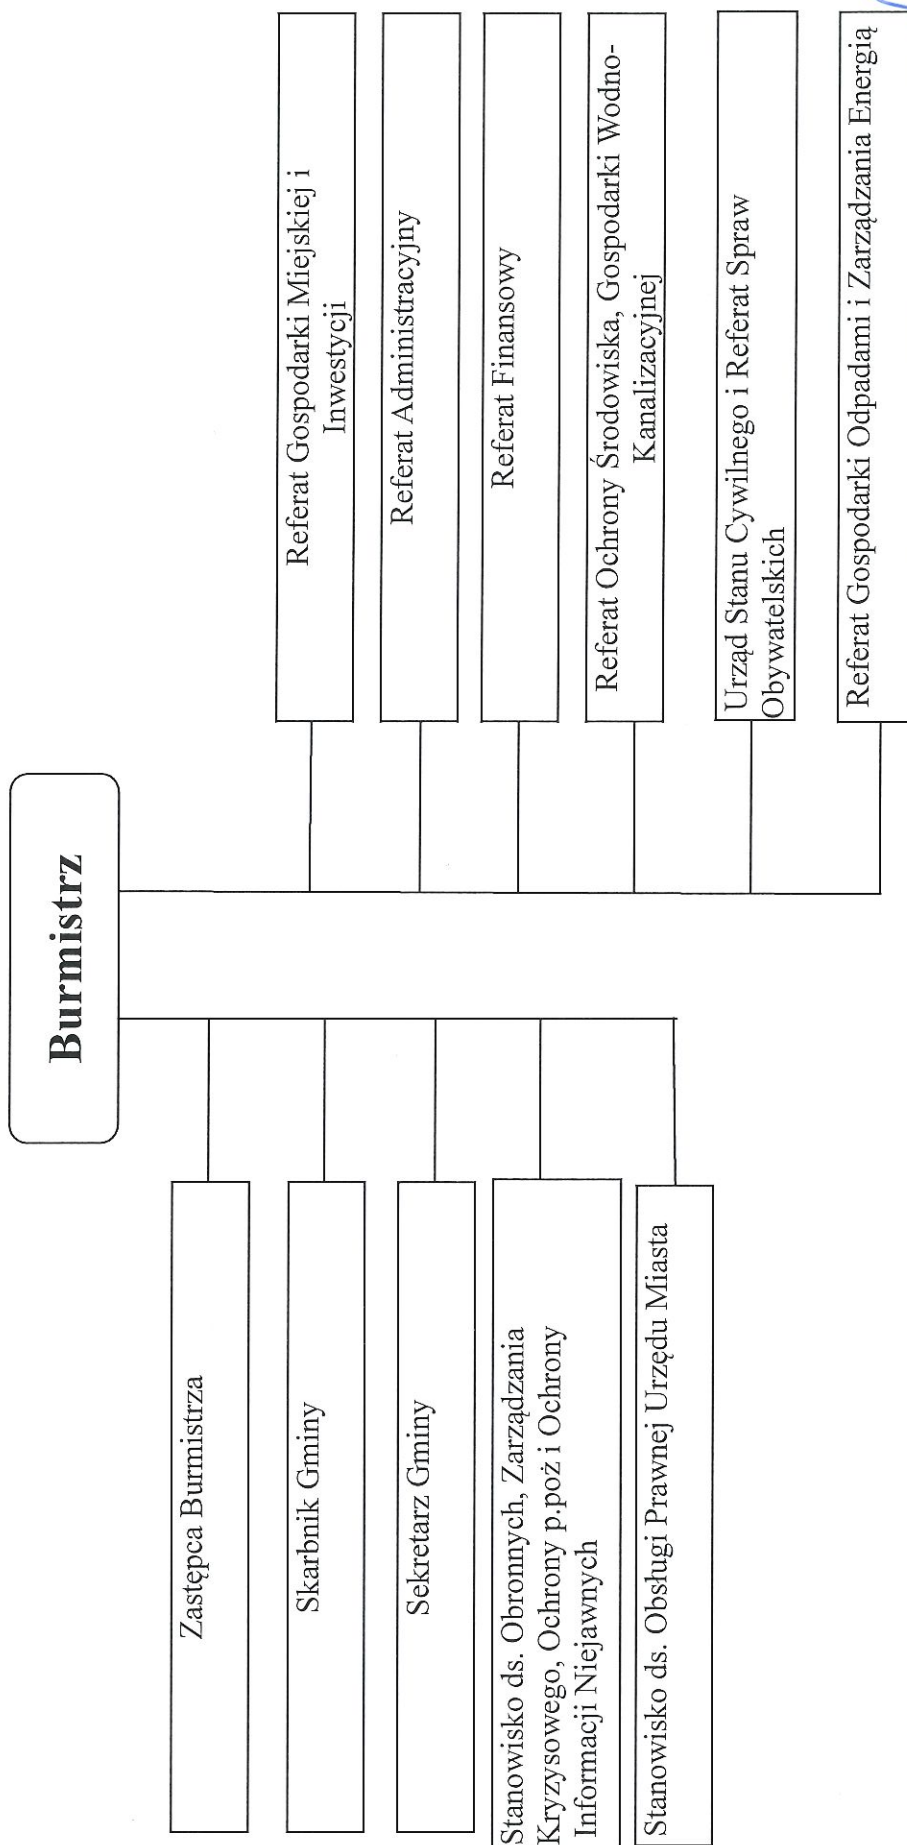 Burmistrz
Zastępca Burmistrza
Skarbnik Gminy
Sekretarz Gminy
Stanowisko ds. Obronnych, Zarządzania
Kryzysowego, Ochrony p.poż i Ochrony
Informacji Niejawnych
Stanowisko ds. Obsługi Prawnej Urzędu Miasta
Referat Gospodarki Miejskiej i
Inwestycji
Referat Administracyjny
Referat Finansowy
Referat Ochrony Środowiska, Gospodarki Wodno-
Kanalizacyjnej
Urząd Stanu Cywilnego i Referat Spraw
Obywatelskich
Referat Gospodarki Odpadami i Zarządzania Energią